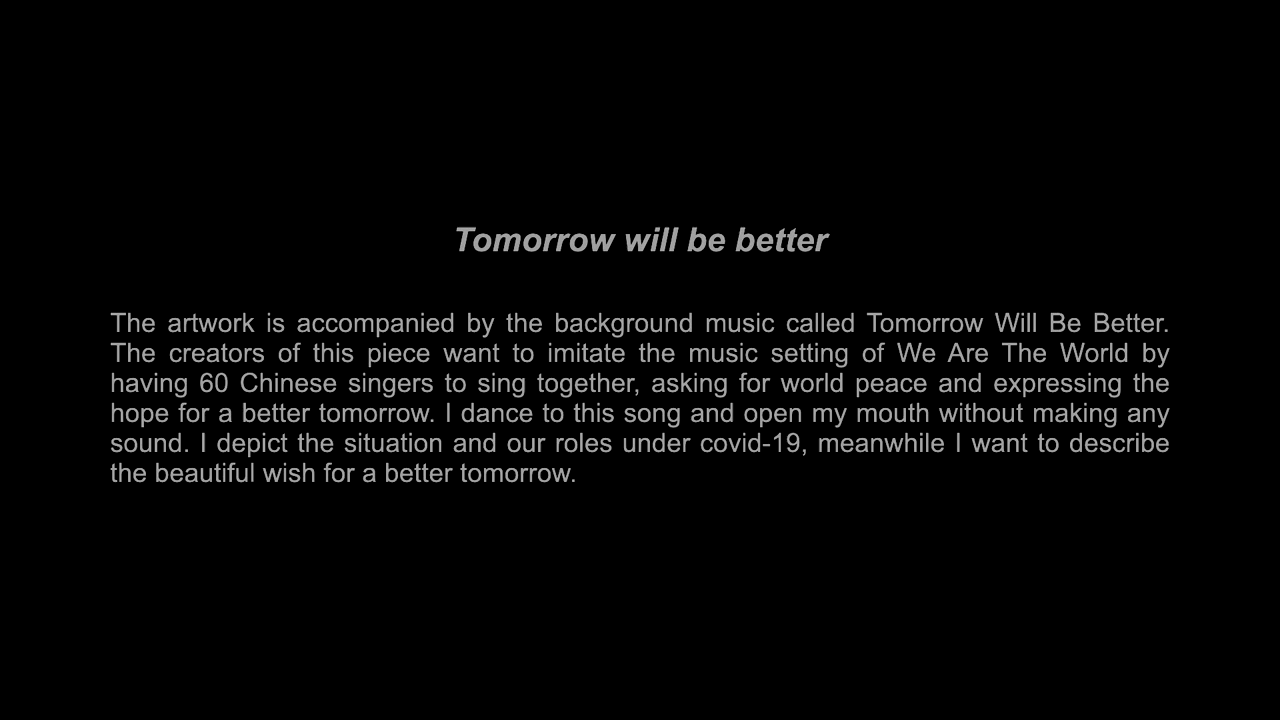 Tomorrow will be better
The artwork is accompanied by the background music called Tomorrow Will Be Better.
The creators of this piece want to imitate the music setting of We Are The World by
having 60 Chinese singers to sing together, asking for world peace and expressing the
hope for a better tomorrow. I dance to this song and open my mouth without making any
sound. I depict the situation and our roles under covid-19, meanwhile I want to describe
the beautiful wish for a better tomorrow.